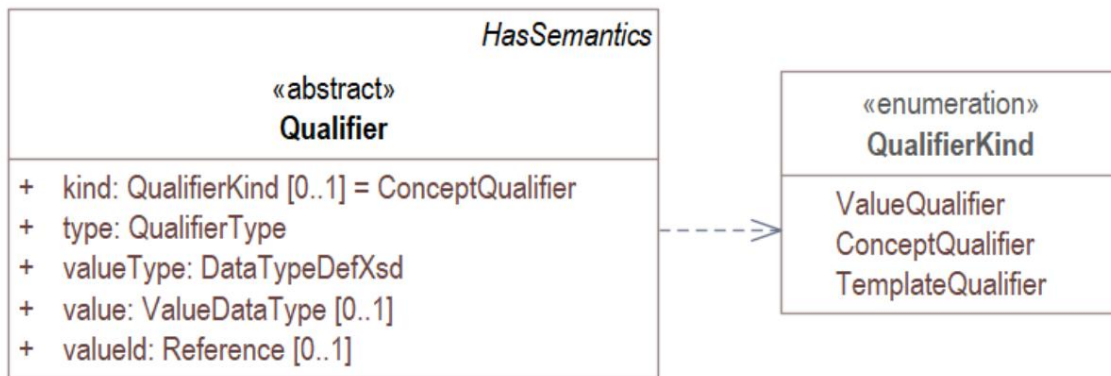 HasSemantics
«abstract»
Qualifier
+ kind: QualifierKind [0..1] = ConceptQualifier
+ type: QualifierType
+ valueType: DataTypeDefXsd
+ value: ValueDataType [0..1]
+ valueId: Reference [0..1]
«enumeration»
QualifierKind
ValueQualifier
ConceptQualifier
TemplateQualifier